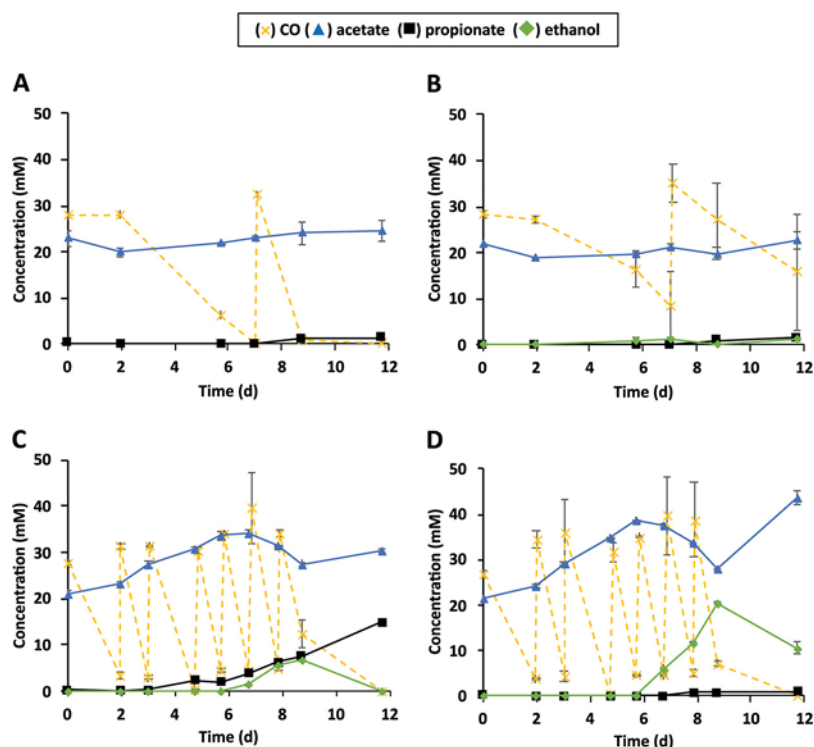 (×) CO (▲) acetate (■) propionate (◆) ethanol
A
B
50
40
30
20
10
0
Concentration (mM)
0 2 4 6 8 10 12
Time (d)
50
40
30
20
10
0
Concentration (mM)
0 2 4 6 8 10 12
Time (d)
C
D
50
40
30
20
10
0
Concentration (mM)
0 2 4 6 8 10 12
Time (d)
50
40
30
20
10
0
Concentration (mM)
0 2 4 6 8 10 12
Time (d)